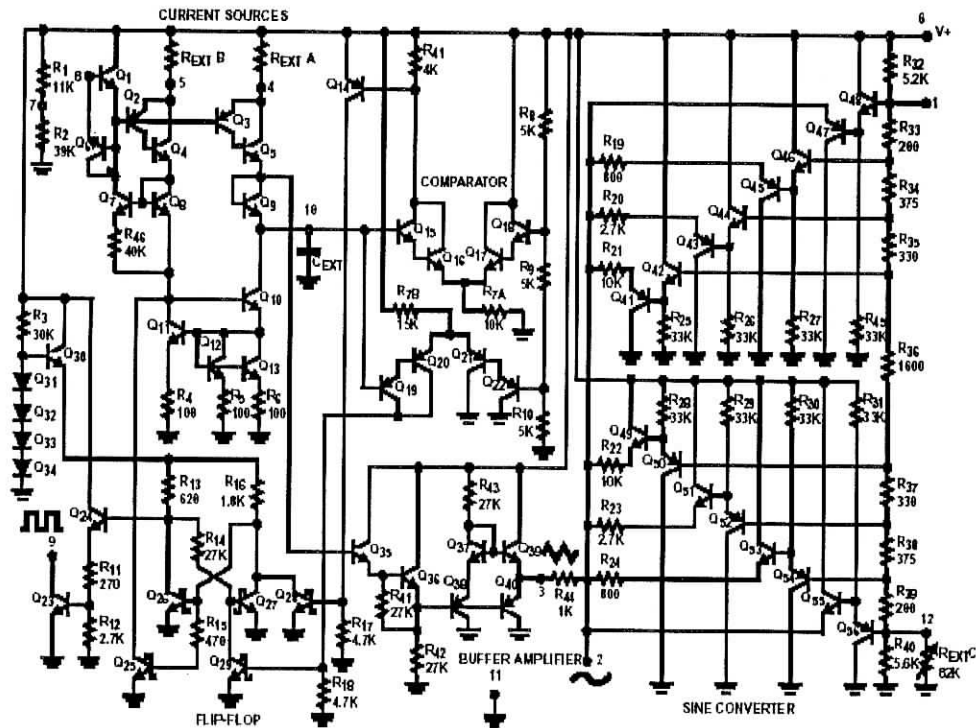 CURRENT SOURCES
6
V+
R1
11K
7
R2
39K
8
Q1
Q2
Q6
REXT B
5
REXT A
4
Q3
Q4
Q5
Q7
Q8
Q9
R46
40K
Q14
R41
4K
COMPARATOR
10
CEXT
Q15
Q16
Q17
Q18
R8
5K
R9
5K
R7B
15K
R7A
10K
Q10
Q11
Q12
Q13
Q19
Q20
Q21
Q22
R10
5K
R4
100
R5
100
R6
100
R3
30K
Q30
Q31
Q32
Q33
Q34
R32
5.2K
1
Q48
Q47
R33
200
R19
800
Q46
Q45
R34
375
R20
2.7K
Q44
Q43
R35
330
R21
10K
Q42
Q41
R25
33K
R26
33K
R27
33K
R45
33K
R36
1600
R28
33K
R29
33K
R30
33K
R31
33K
Q49
R22
10K
Q50
Q51
Q52
R37
330
R23
2.7K
Q53
Q54
R38
375
R24
800
Q55
Q56
R39
200
12
R40
5.6K
REXTC
82K
R13
620
R16
1.8K
Q24
9
R14
27K
R11
270
Q23
R12
2.7K
Q26
Q27
R15
470
Q25
Q29
R17
4.7K
R18
4.7K
FLIP-FLOP
Q35
Q36
R43
27K
Q37
Q39
Q38
Q40
R41
27K
R42
27K
3
R44
1K
BUFFER AMPLIFIER
2
11
SINE CONVERTER